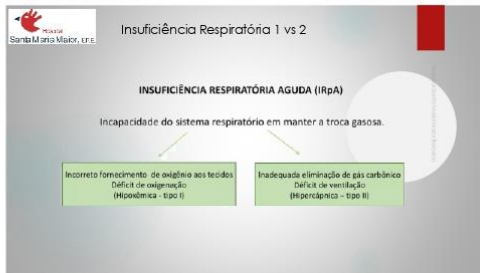 Hospital
Santa Maria Maior, E.P.E.
Insuficiência Respiratória 1 vs 2
INSUFICIÊNCIA RESPIRATÓRIA AGUDA (IRpA)
Incapacidade do sistema respiratório em manter a troca gasosa.
Incorreto fornecimento de oxigênio aos tecidos
Déficit de oxigenação
(Hipoxêmica - tipo I)
Inadequada eliminação de gás carbônico
Déficit de ventilação
(Hipercápnica – tipo II)